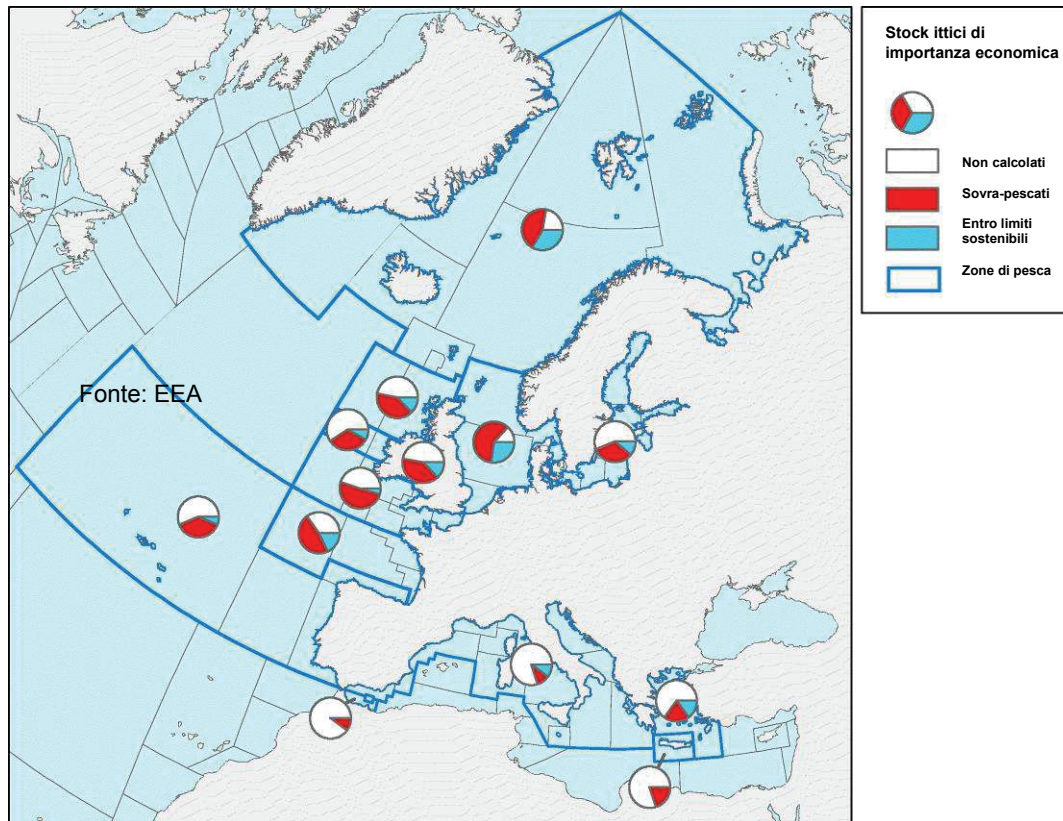 Fonte: EEA
Stock ittici di
importanza economica
Non calcolati
Sovra-pescati
Entro limiti
sostenibili
Zone di pesca